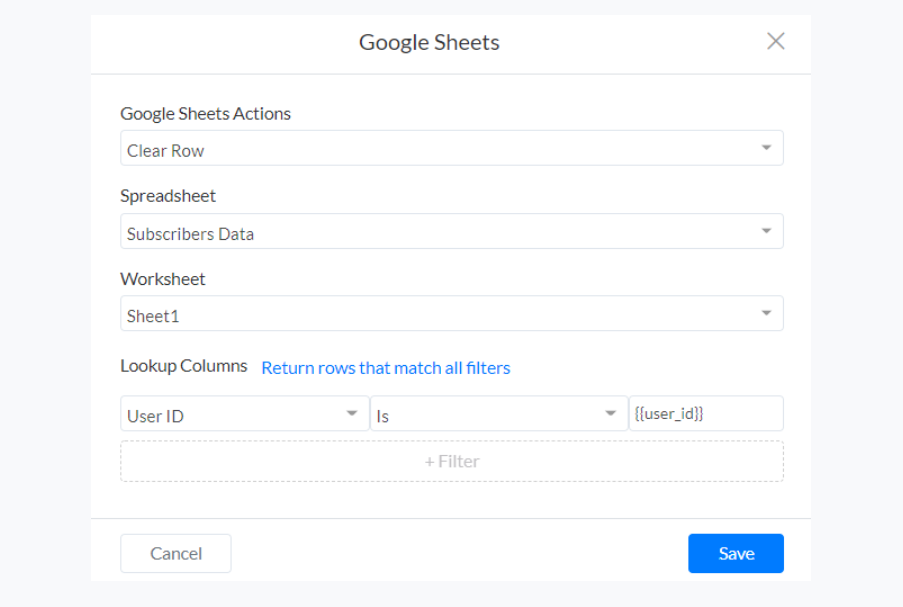 Google Sheets
Google Sheets Actions
Clear Row
Spreadsheet
Subscribers Data
Worksheet
Sheet1
Lookup Columns Return rows that match all filters
User ID Is {{user_id}}
+ Filter
Cancel Save